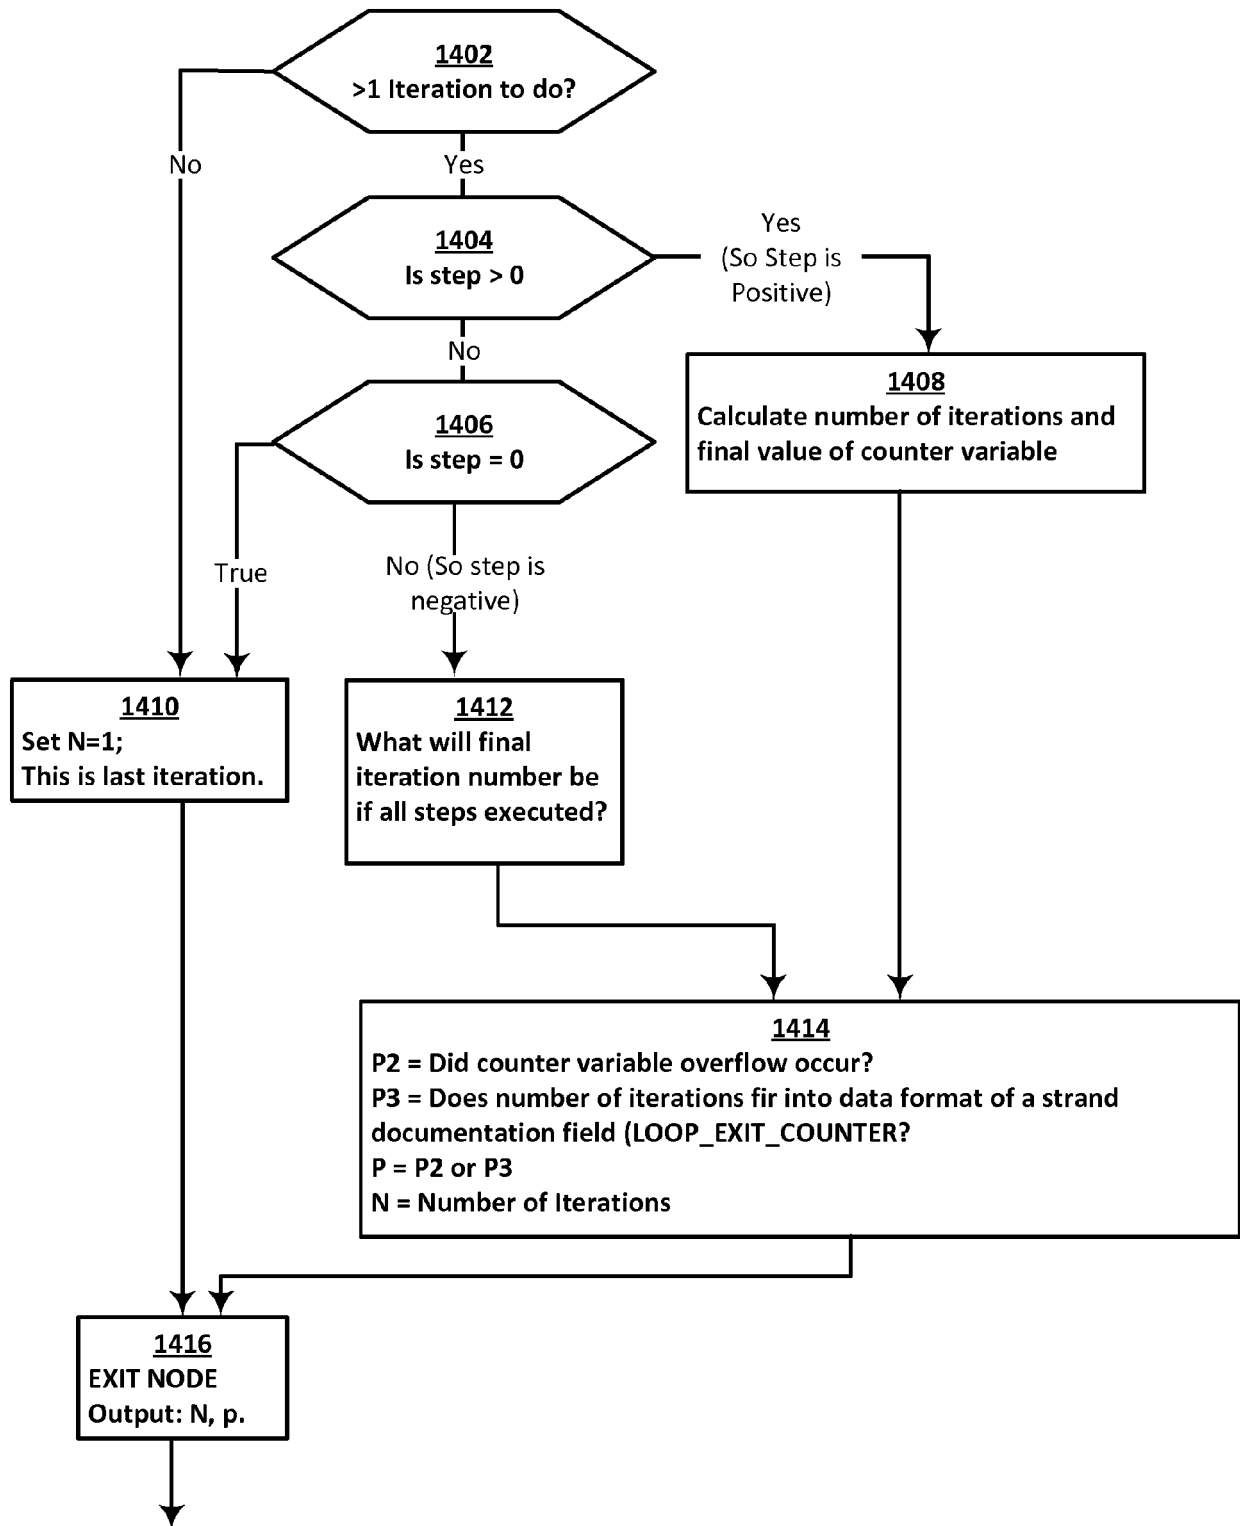 1402
>1 Iteration to do?
No
Yes
1404
Is step > 0
Yes
(So Step is
Positive)
No
1408
Calculate number of iterations and
final value of counter variable
1406
Is step = 0
True
No (So step is
negative)
1410
Set N=1;
This is last iteration.
1412
What will final
iteration number be
if all steps executed?
1414
P2 = Did counter variable overflow occur?
P3 = Does number of iterations fir into data format of a strand
documentation field (LOOP_EXIT_COUNTER?
P = P2 or P3
N = Number of Iterations
1416
EXIT NODE
Output: N, p.